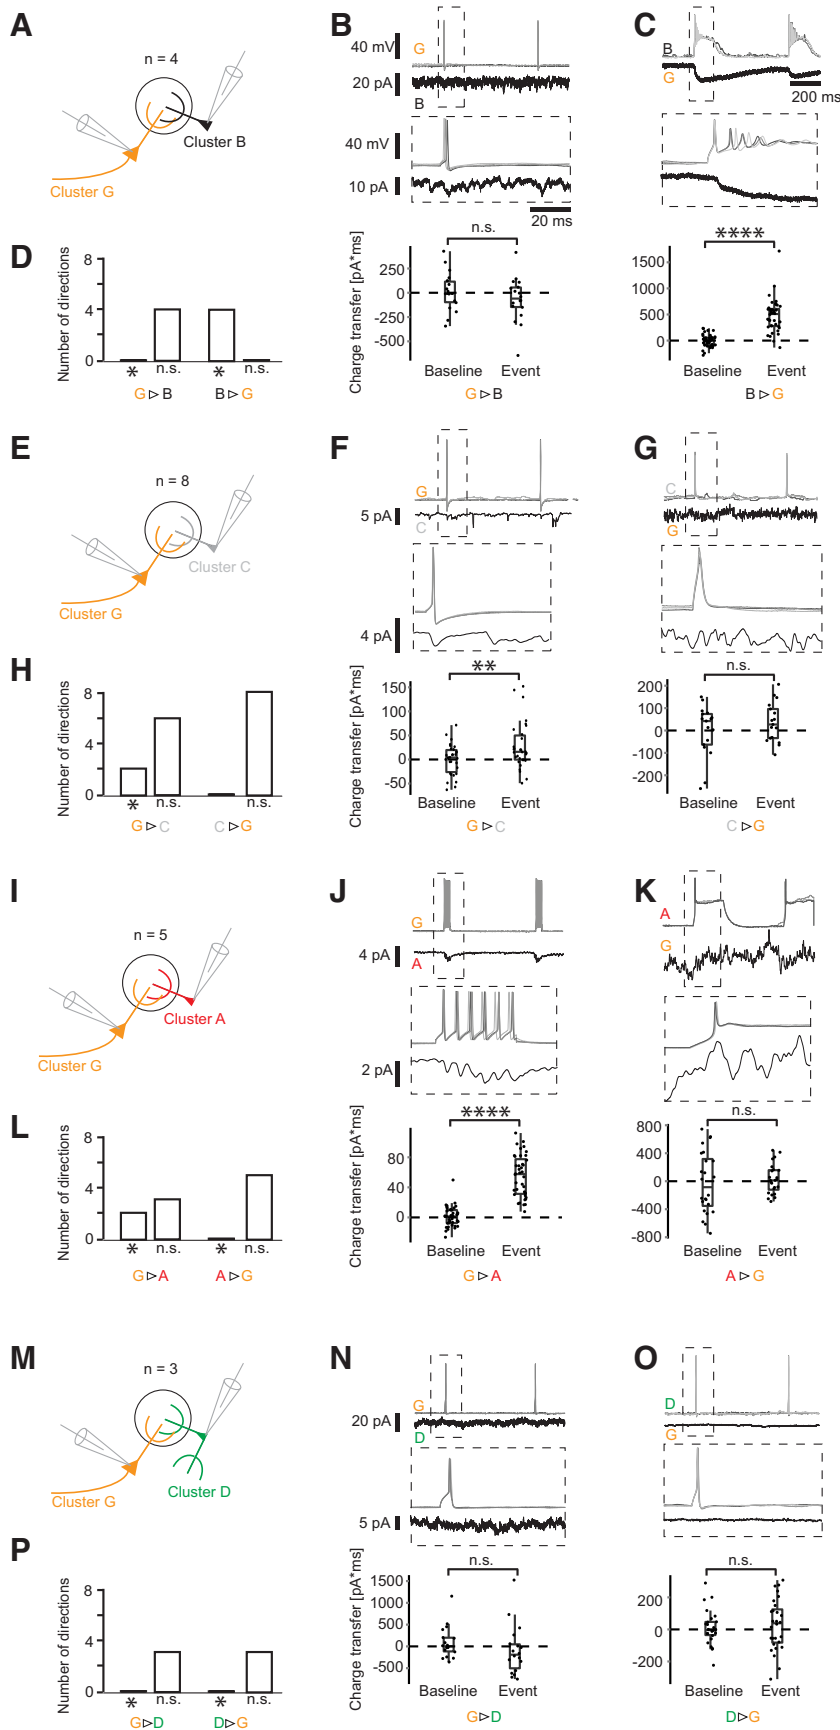 A
n = 4
Cluster B
Cluster G
B
40 mV
G
20 pA
B
40 mV
10 pA
20 ms
C
B
G
200 ms
D
Number of directions
8
4
0
* n.s. * n.s.
G▷B B▷G
Charge transfer [pA*ms]
n.s.
250
0
-250
-500
Baseline Event
G▷B
****
1500
1000
500
0
Baseline Event
B▷G
E
n = 8
Cluster C
Cluster G
F
G
5 pA
C
4 pA
G
C
G
H
Number of directions
8
4
0
* n.s. n.s.
G▷C C▷G
Charge transfer [pA*ms]
**
150
100
50
0
-50
Baseline Event
G▷C
n.s.
200
100
0
-100
-200
Baseline Event
C▷G
I
n = 5
Cluster A
Cluster G
J
G
4 pA
A
2 pA
K
A
G
L
Number of directions
8
4
0
* n.s. * n.s.
G▷A A▷G
Charge transfer [pA*ms]
****
80
40
0
Baseline Event
G▷A
n.s.
800
400
0
-400
-800
Baseline Event
A▷G
M
n = 3
Cluster G
Cluster D
N
G
20 pA
D
5 pA
O
D
G
P
Number of directions
8
4
0
* n.s. * n.s.
G▷D D▷G
Charge transfer [pA*ms]
n.s.
1500
1000
500
0
-500
Baseline Event
G▷D
n.s.
200
0
-200
Baseline Event
D▷G